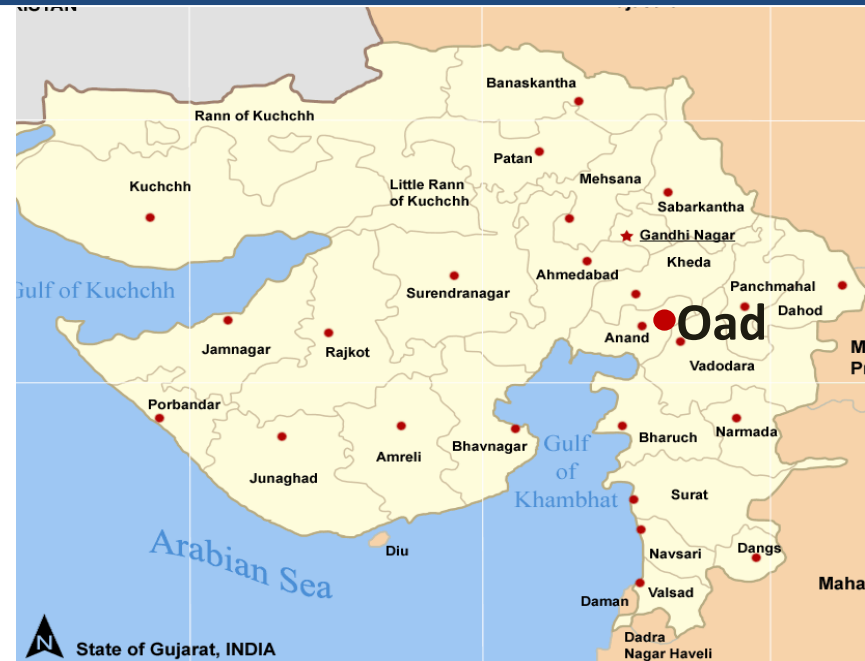 Banaskantha
Rann of Kuchchh
Patan
Mehsana
Little Rann
of Kuchchh
Kuchchh
Sabarkantha
Gandhi Nagar
Kheda
Ahmedabad
Gulf of Kuchchh
Surendranagar
Panchmahal
Dahod
Oad
Anand
Jamnagar
Rajkot
Vadodara
Porbandar
Bhavnagar
Gulf
of
Khambhat
Bharuch
Narmada
Amreli
Junaghad
Surat
Arabian Sea
Diu
Navsari
Dangs
Daman
Valsad
Maha
Dadra
Nagar Haveli
N
State of Gujarat, INDIA